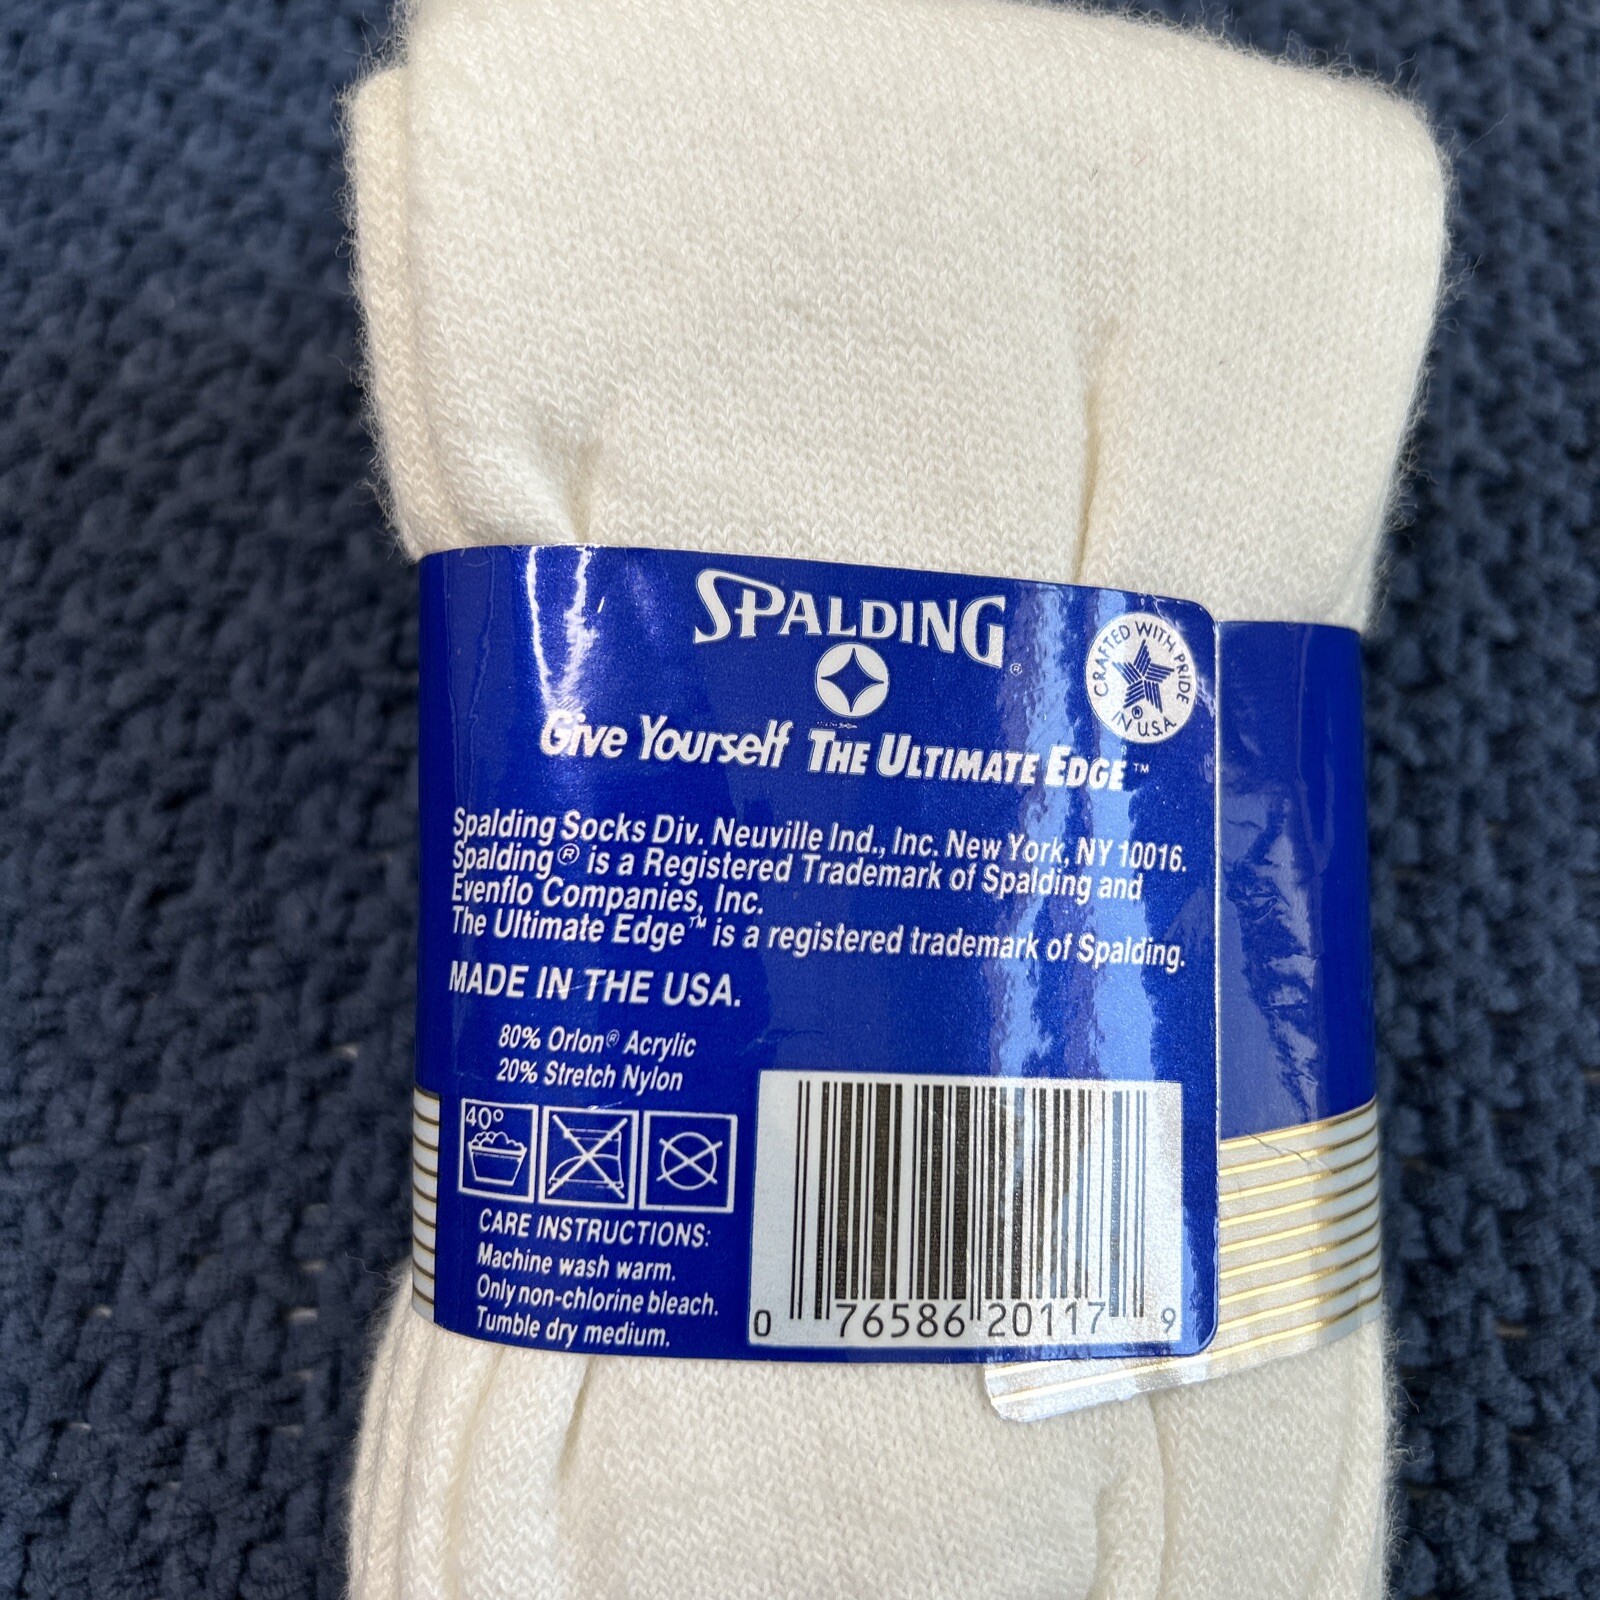 SPALDING®
CRAFTED WITH PRIDE
IN U.S.A.®
Give Yourself THE ULTIMATE EDGE™
Spalding Socks Div. Neuville Ind., Inc. New York, NY 10016.
Spalding® is a Registered Trademark of Spalding and
Evenflo Companies, Inc.
The Ultimate Edge™ is a registered trademark of Spalding.
MADE IN THE USA.
80% Orlon® Acrylic
20% Stretch Nylon
40°
CARE INSTRUCTIONS:
Machine wash warm.
Only non-chlorine bleach.
Tumble dry medium.
0 76586 20117 9